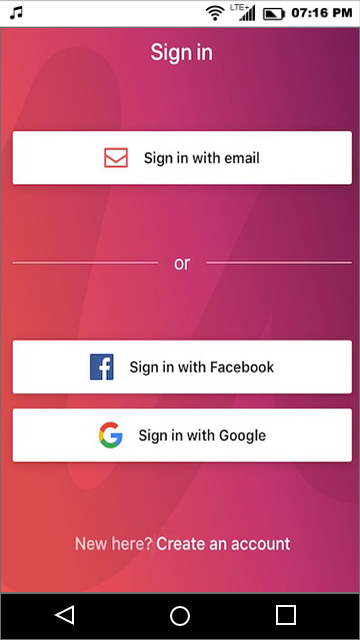 LTE+ 07:16 PM
Sign in
Sign in with email
or
Sign in with Facebook
Sign in with Google
New here? Create an account